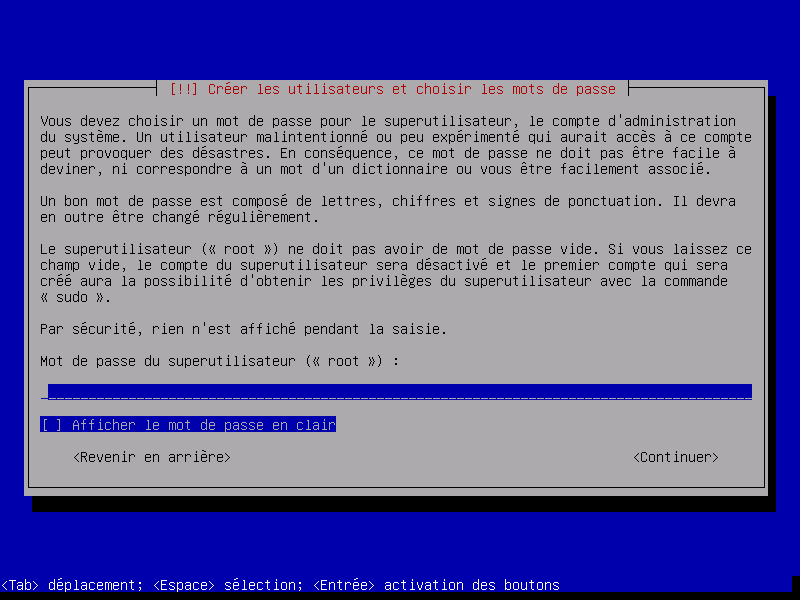 [!!] Créer les utilisateurs et choisir les mots de passe
Vous devez choisir un mot de passe pour le superutilisateur, le compte d'administration
du système. Un utilisateur malintentionné ou peu expérimenté qui aurait accès à ce compte
peut provoquer des désastres. En conséquence, ce mot de passe ne doit pas être facile à
deviner, ni correspondre à un mot d'un dictionnaire ou vous être facilement associé.
Un bon mot de passe est composé de lettres, chiffres et signes de ponctuation. Il devra
en outre être changé régulièrement.
Le superutilisateur (« root ») ne doit pas avoir de mot de passe vide. Si vous laissez ce
champ vide, le compte du superutilisateur sera désactivé et le premier compte qui sera
créé aura la possibilité d'obtenir les privilèges du superutilisateur avec la commande
« sudo ».
Par sécurité, rien n'est affiché pendant la saisie.
Mot de passe du superutilisateur (« root ») :
[ ] Afficher le mot de passe en clair
<Revenir en arrière> <Continuer>
<Tab> déplacement; <Espace> sélection; <Entrée> activation des boutons